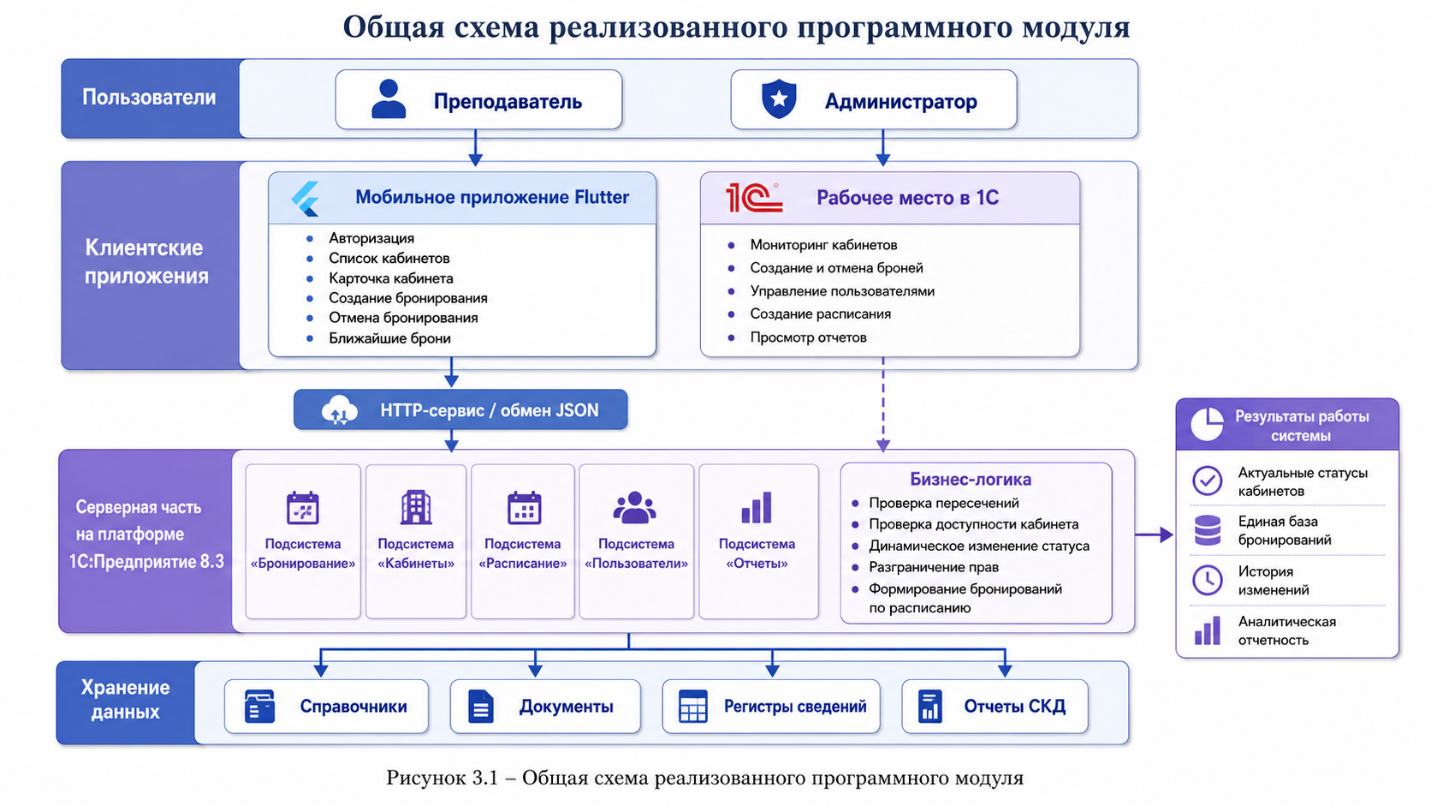 Общая схема реализованного программного модуля
Пользователи
Преподаватель
Администратор
Клиентские
приложения
Мобильное приложение Flutter
Авторизация
Список кабинетов
Карточка кабинета
Создание бронирования
Отмена бронирования
Ближайшие брони
1С
Рабочее место в 1С
Мониторинг кабинетов
Создание и отмена броней
Управление пользователями
Создание расписания
Просмотр отчетов
HTTP-сервис / обмен JSON
Серверная часть
на платформе
1С:Предприятие 8.3
Подсистема
«Бронирование»
Подсистема
«Кабинеты»
Подсистема
«Расписание»
Подсистема
«Пользователи»
Подсистема
«Отчеты»
Бизнес-логика
Проверка пересечений
Проверка доступности кабинета
Динамическое изменение статуса
Разграничение прав
Формирование бронирований
по расписанию
Результаты работы
системы
Актуальные статусы
кабинетов
Единая база
бронирований
История
изменений
Аналитическая
отчетность
Хранение
данных
Справочники
Документы
Регистры сведений
Отчеты СКД
Рисунок 3.1 – Общая схема реализованного программного модуля